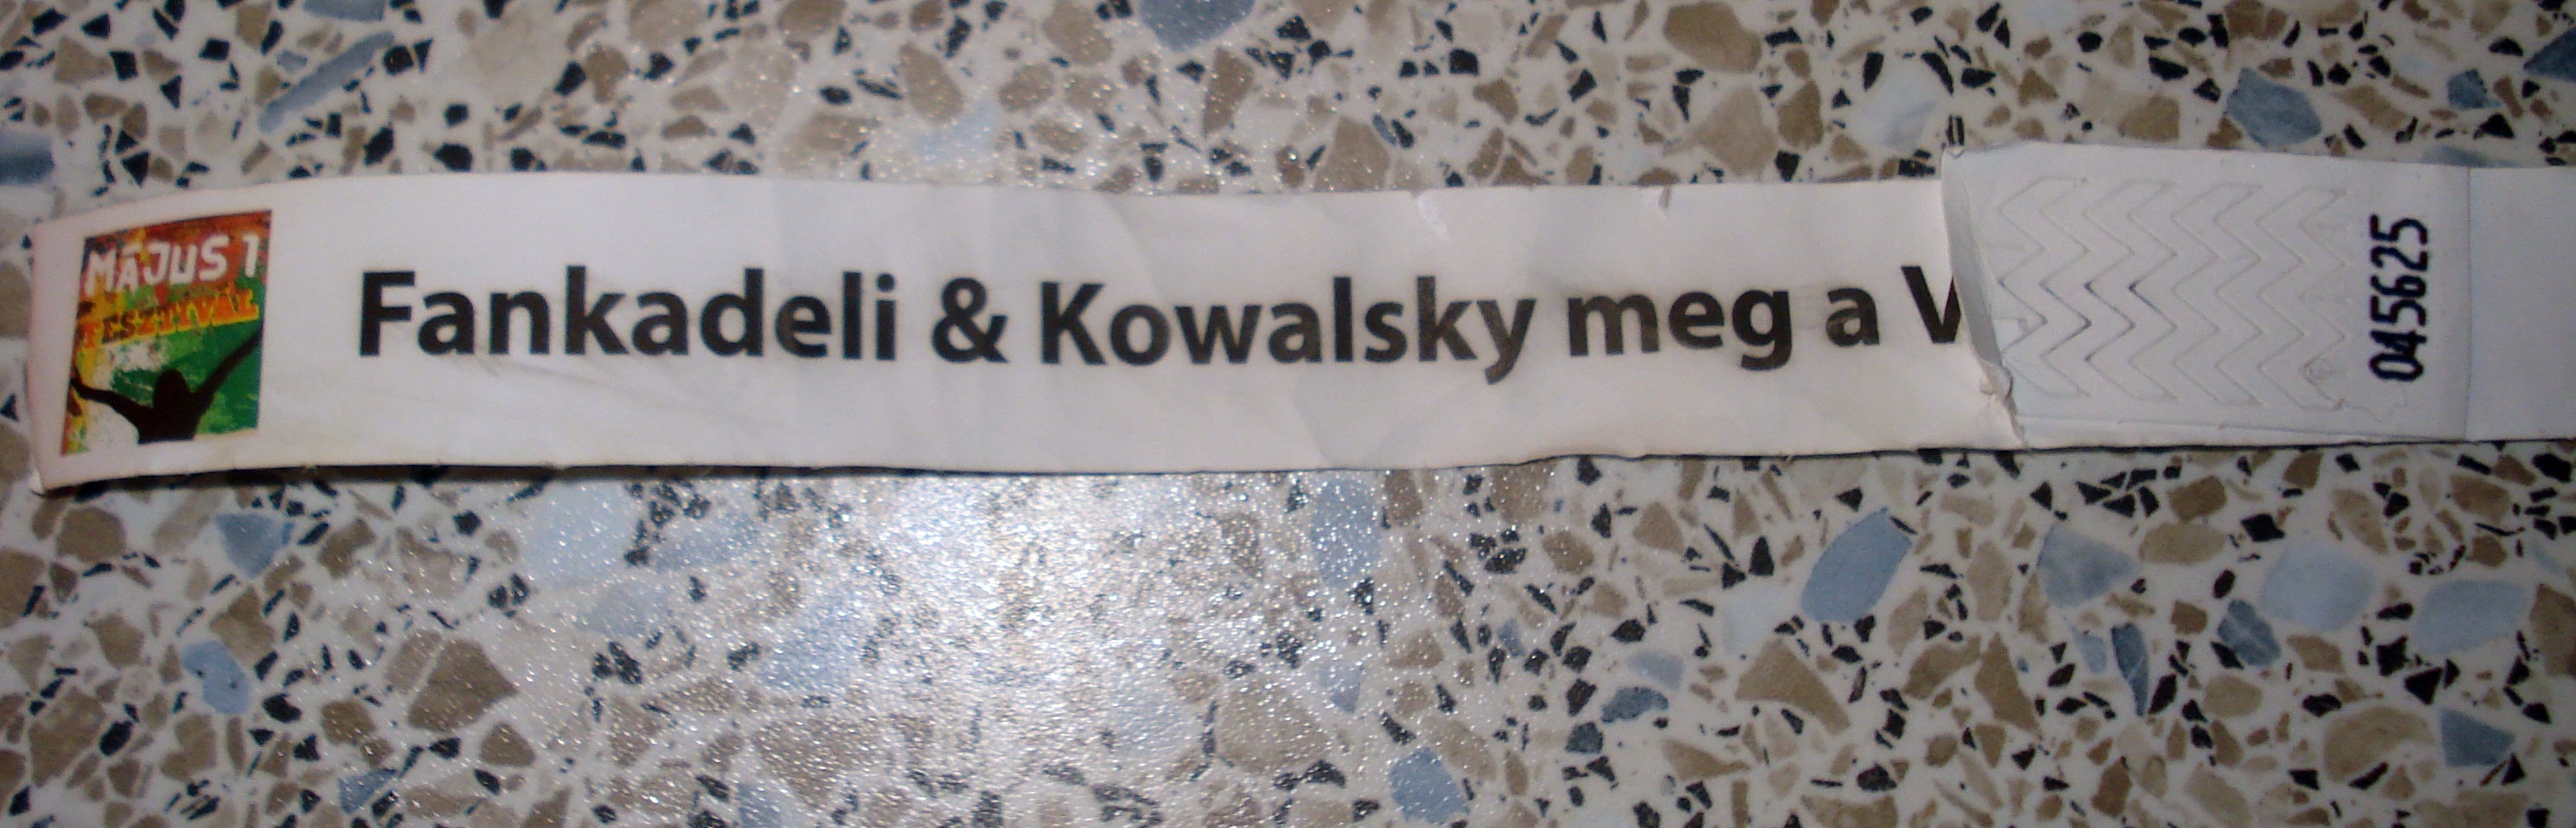 MÁJUS 1
FESZTIVÁL
Fankadeli & Kowalsky meg a V
045625